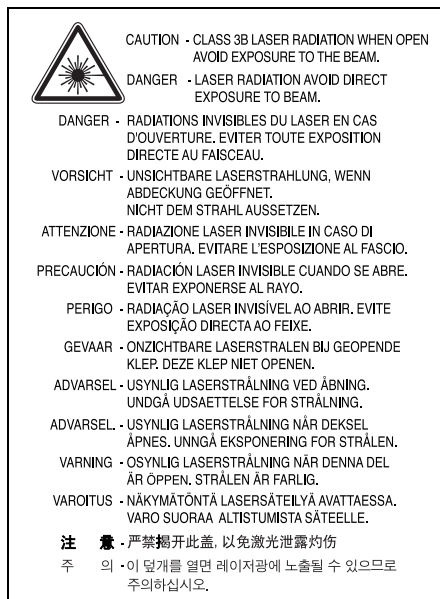 CAUTION - CLASS 3B LASER RADIATION WHEN OPEN
AVOID EXPOSURE TO THE BEAM.
DANGER - LASER RADIATION AVOID DIRECT
EXPOSURE TO BEAM.
DANGER - RADIATIONS INVISIBLES DU LASER EN CAS
D'OUVERTURE. EVITER TOUTE EXPOSITION
DIRECTE AU FAISCEAU.
VORSICHT - UNSICHTBARE LASERSTRAHLUNG, WENN
ABDECKUNG GEÖFFNET.
NICHT DEM STRAHL AUSSETZEN.
ATTENZIONE - RADIAZIONE LASER INVISIBILE IN CASO DI
APERTURA. EVITARE L'ESPOSIZIONE AL FASCIO.
PRECAUCIÓN - RADIACIÓN LASER INVISIBLE CUANDO SE ABRE.
EVITAR EXPONERSE AL RAYO.
PERIGO - RADIAÇÃO LASER INVISÍVEL AO ABRIR. EVITE
EXPOSIÇÃO DIRECTA AO FEIXE.
GEVAAR - ONZICHTBARE LASERSTRALEN BIJ GEOPENDE
KLEP. DEZE KLEP NIET OPENEN.
ADVARSEL - USYNLIG LASERSTRÅLNING VED ÅBNING.
UNDGÅ UDSAETTELSE FOR STRÅLNING.
ADVARSEL. - USYNLIG LASERSTRÅLNING NÅR DEKSEL
ÅPNES. UNNGÅ EKSPONERING FOR STRÅLEN.
VARNING - OSYNLIG LASERSTRÅLNING NÄR DENNA DEL
ÄR ÖPPEN. STRÅLEN ÄR FARLIG.
VAROITUS - NÄKYMÄTÖNTÄ LASERSÄTEILYÄ AVATTAESSA.
VARO SUORAA ALTISTUMISTA SÄTEELLE.
注 意 - 严禁揭开此盖, 以免激光泄露灼伤
주 의 - 이 덮개를 열면 레이저광에 노출될 수 있으므로
주의하십시오.